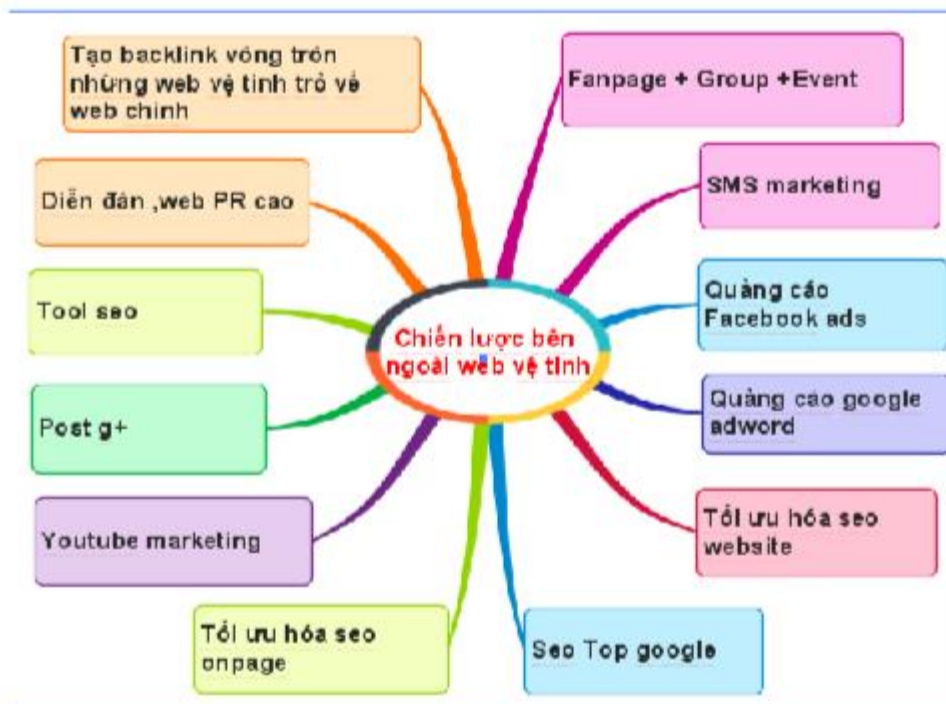 Tạo backlink vòng tròn
những web vệ tinh trỏ về
web chính
Fanpage + Group +Event
Diễn đàn ,web PR cao
SMS marketing
Tool seo
Quảng cáo
Facebook ads
Chiến lược bên
ngoài web vệ tinh
Post g+
Quảng cáo google
adword
Youtube marketing
Tối ưu hóa seo
website
Tối ưu hóa seo
onpage
Seo Top google